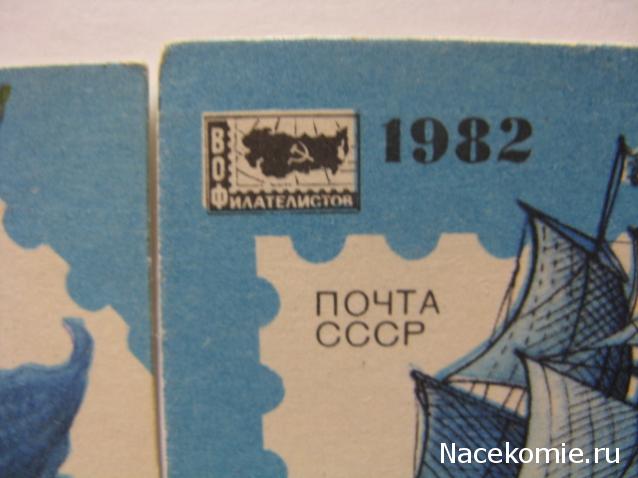 ВО
ФИЛАТЕЛИСТОВ
1982
ПОЧТА
СССР
Nacekomie.ru